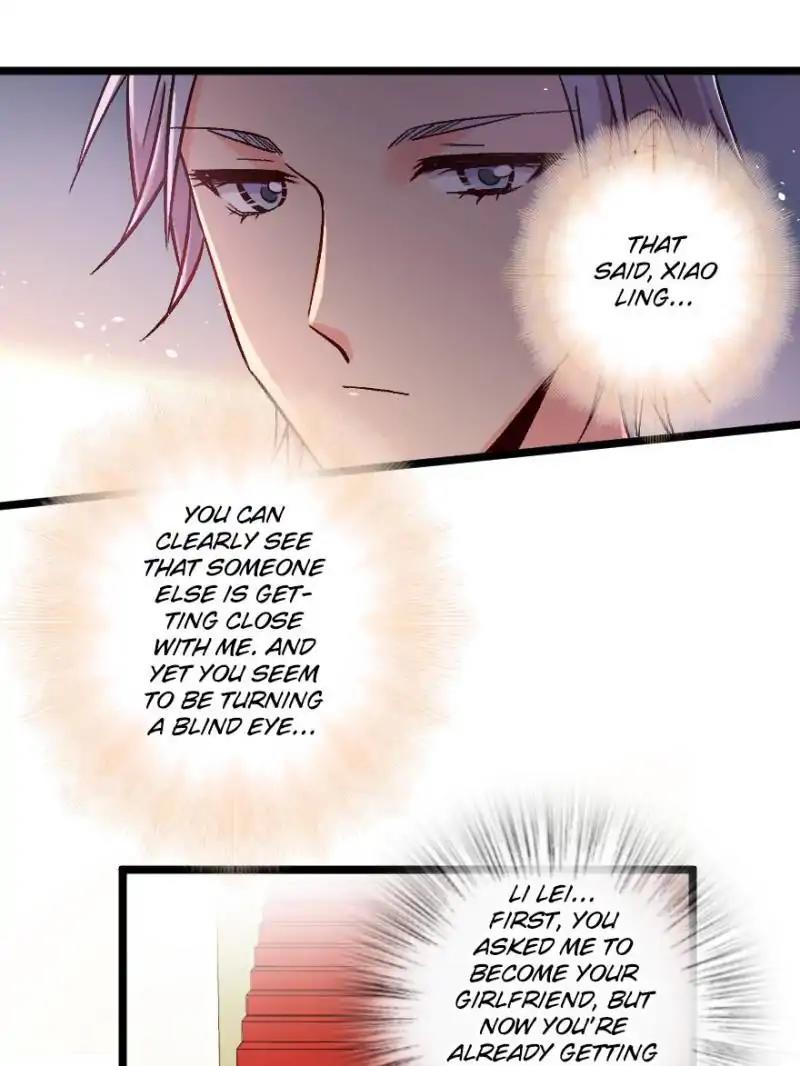 THAT
SAID, XIAO
LING...
YOU CAN
CLEARLY SEE
THAT SOMEONE
ELSE IS GET-
TING CLOSE
WITH ME. AND
YET YOU SEEM
TO BE TURNING
A BLIND EYE...
LI LEI...
FIRST, YOU
ASKED ME TO
BECOME YOUR
GIRLFRIEND, BUT
NOW YOU'RE
ALREADY GETTING